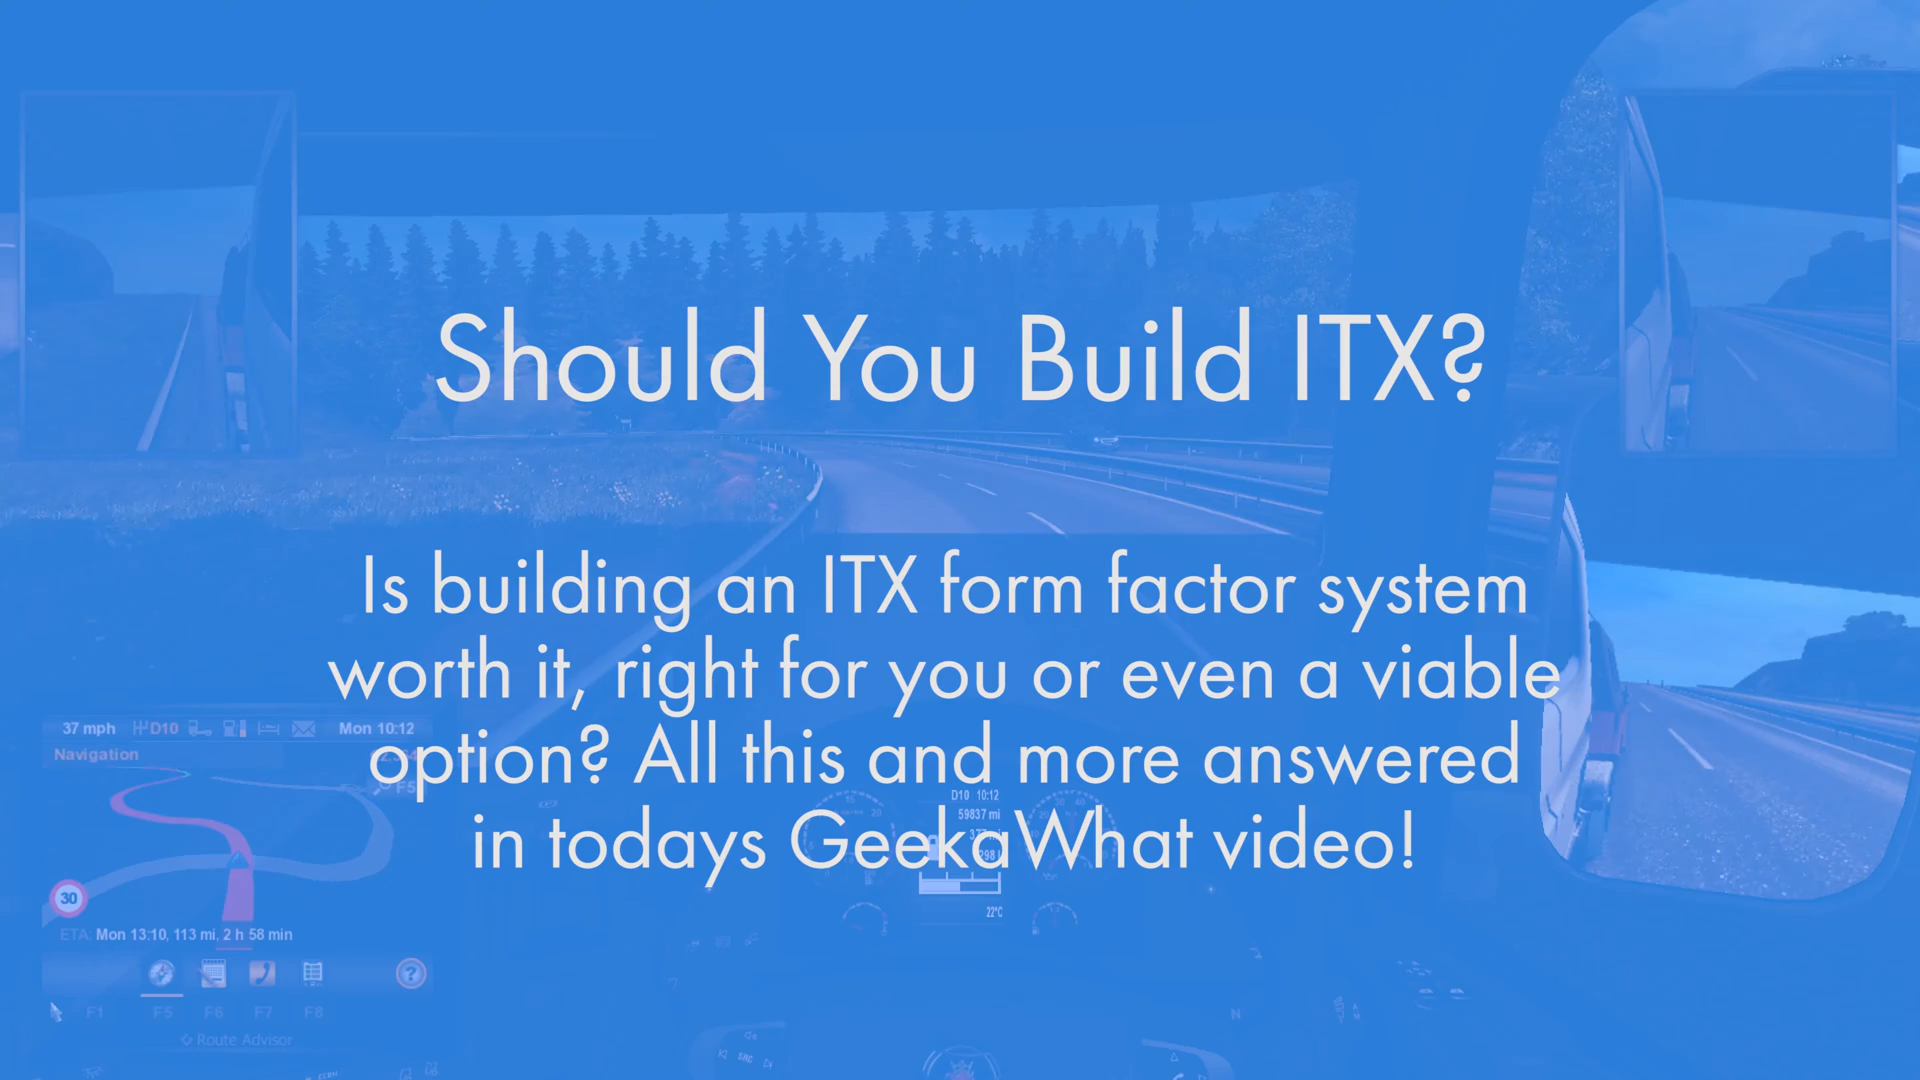 Should You Build ITX?
Is building an ITX form factor system
worth it, right for you or even a viable
option? All this and more answered
in todays GeekaWhat video!
37 mph D10 Mon 10:12
Navigation
F5
30
ETA: Mon 13:10, 113 mi, 2 h 58 min
?
F1 F5 F6 F7 F8
Route Advisor
D10 10:12
59837 mi
22°C
SRC
N